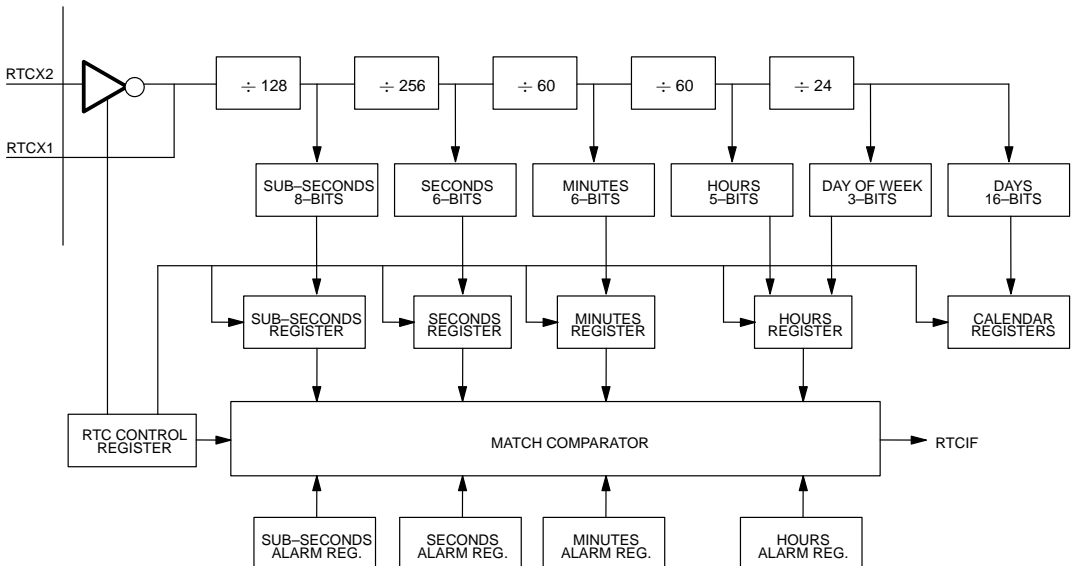 RTCX2
÷ 128
÷ 256
÷ 60
÷ 60
÷ 24
RTCX1
SUB–SECONDS
8–BITS
SECONDS
6–BITS
MINUTES
6–BITS
HOURS
5–BITS
DAY OF WEEK
3–BITS
DAYS
16–BITS
SUB–SECONDS
REGISTER
SECONDS
REGISTER
MINUTES
REGISTER
HOURS
REGISTER
CALENDAR
REGISTERS
RTC CONTROL
REGISTER
MATCH COMPARATOR
RTCIF
SUB–SECONDS
ALARM REG.
SECONDS
ALARM REG.
MINUTES
ALARM REG.
HOURS
ALARM REG.